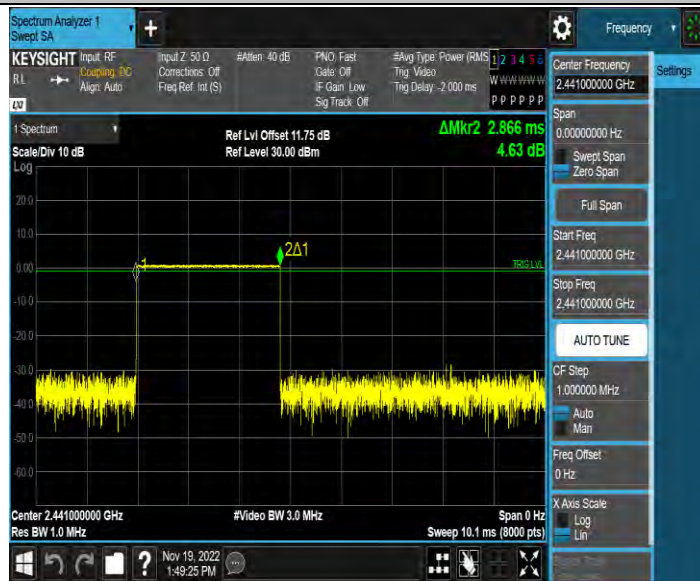 Spectrum Analyzer 1
Swept SA
+
Frequency
KEYSIGHT
RL
LXI
Input: RF
Coupling: DC
Align: Auto
Input Z: 50 Ω
Corrections: Off
Freq Ref: Int (S)
#Atten: 40 dB
PNO: Fast
Gate: Off
IF Gain: Low
Sig Track: Off
#Avg Type: Power (RMS
Trig: Video
Trig Delay: -2.000 ms
1 2 3 4 5 6
W W W W W W
P P P P P P
1 Spectrum
Scale/Div 10 dB
Log
Ref Lvl Offset 11.75 dB
Ref Level 30.00 dBm
ΔMkr2 2.866 ms
4.63 dB
20.0
10.0
0.00
-10.0
-20.0
-30.0
-40.0
-50.0
-60.0
1
2Δ1
TRIG LVL
Center 2.441000000 GHz
Res BW 1.0 MHz
#Video BW 3.0 MHz
Span 0 Hz
Sweep 10.1 ms (8000 pts)
?
Nov 19, 2022
1:49:25 PM
Center Frequency
2.441000000 GHz
Settings
Span
0.00000000 Hz
Swept Span
Zero Span
Full Span
Start Freq
2.441000000 GHz
Stop Freq
2.441000000 GHz
AUTO TUNE
CF Step
1.000000 MHz
Auto
Man
Freq Offset
0 Hz
X Axis Scale
Log
Lin